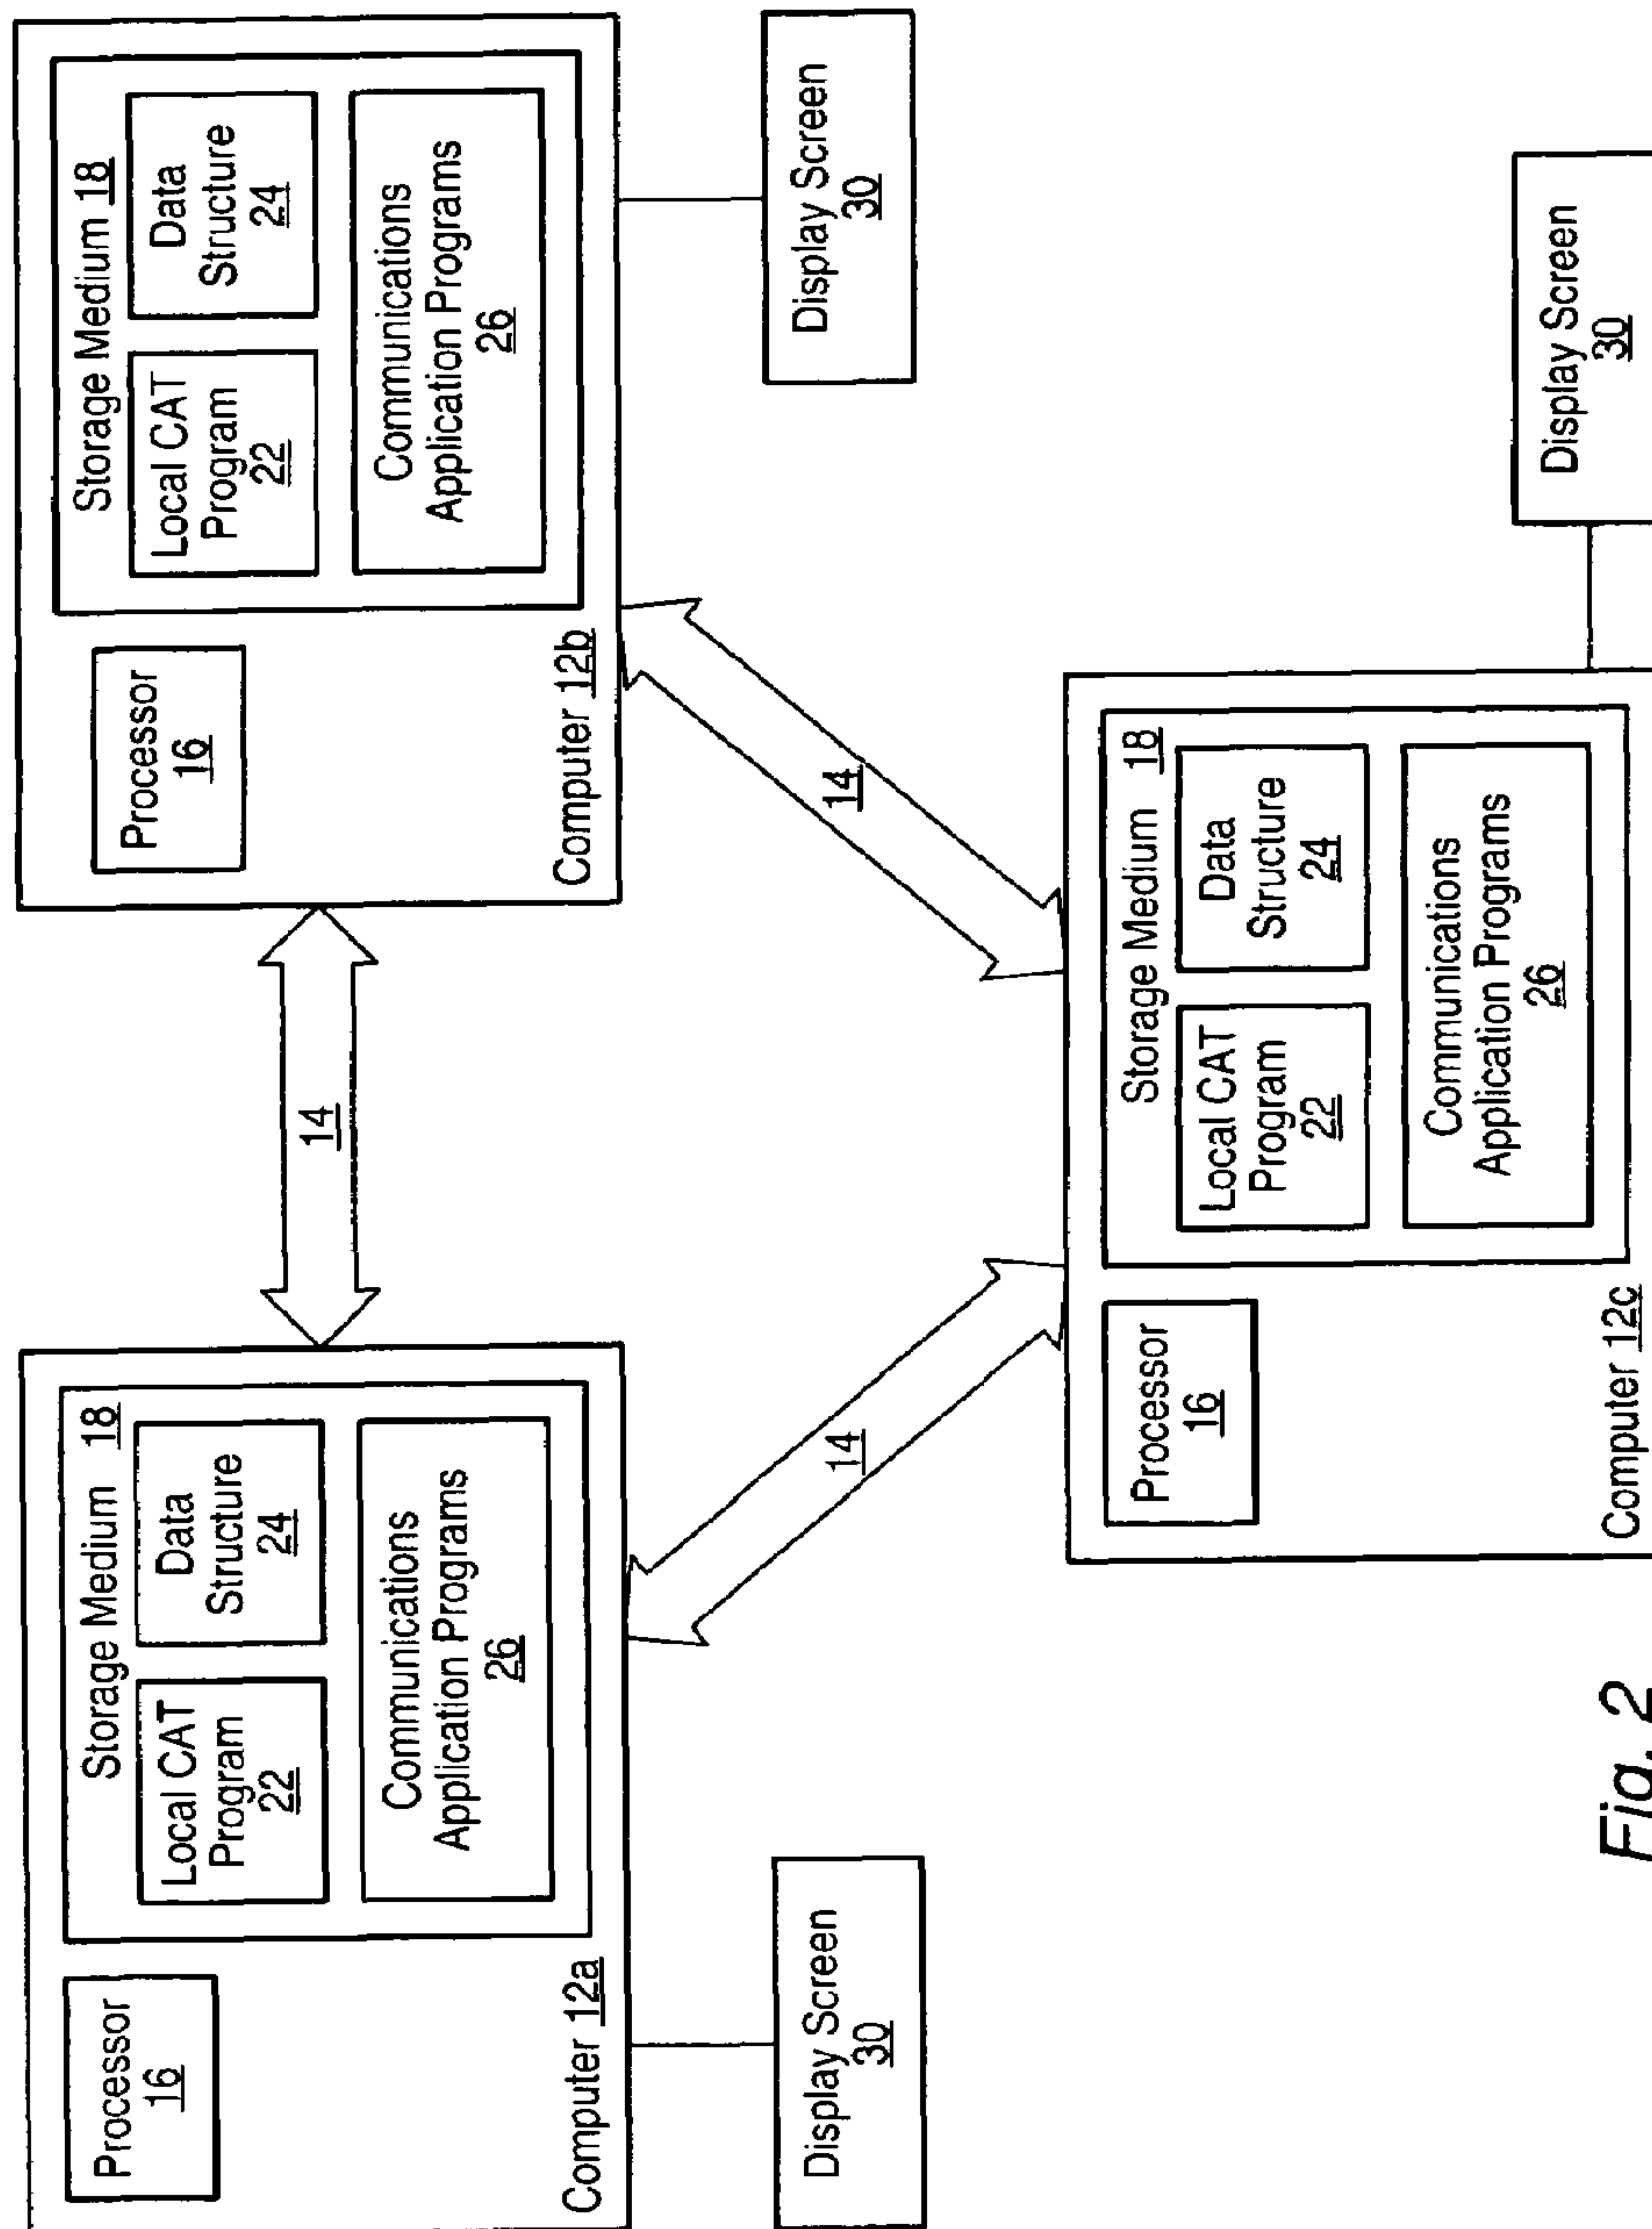 Processor
16
Storage Medium 18
Local CAT
Program
22
Data
Structure
24
Communications
Application Programs
26
Computer 12a
Display Screen
30
14
Processor
16
Storage Medium 18
Local CAT
Program
22
Data
Structure
24
Communications
Application Programs
26
Computer 12b
Display Screen
30
14
14
Processor
16
Storage Medium 18
Local CAT
Program
22
Data
Structure
24
Communications
Application Programs
26
Computer 12c
Display Screen
30
Fig. 2